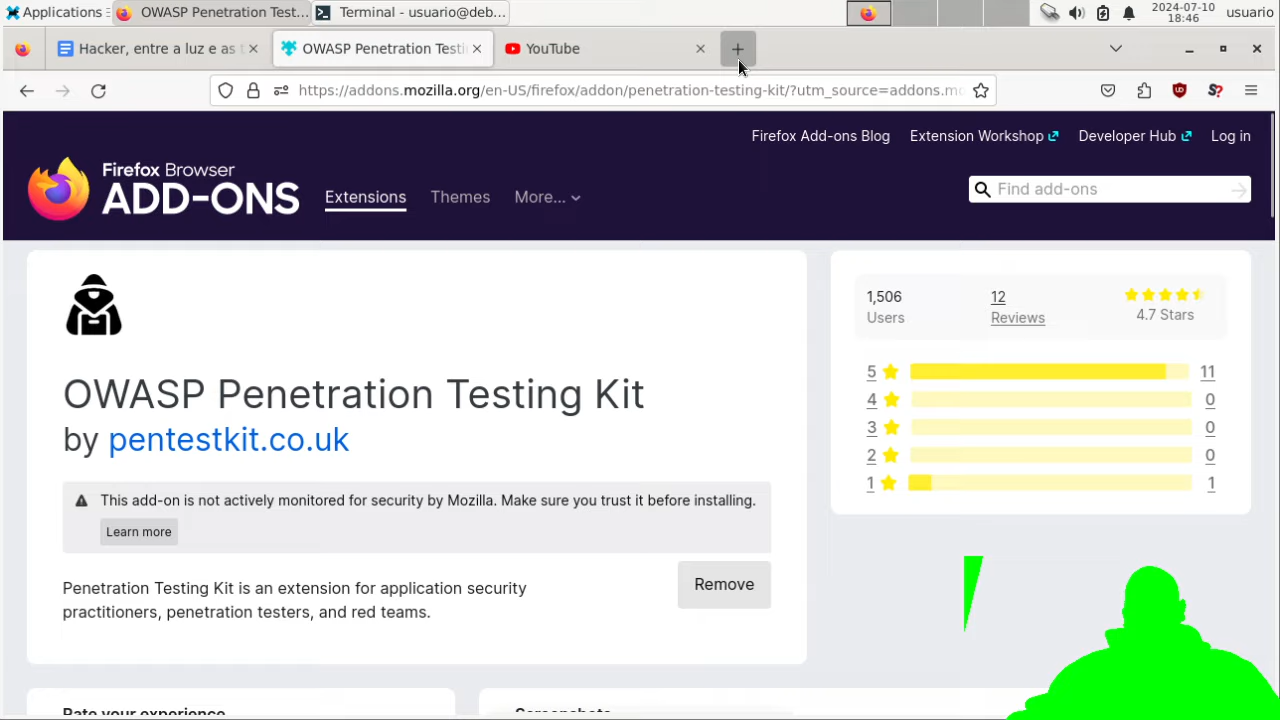 Applications
OWASP Penetration Test...
Terminal - usuario@deb...
2024-07-10
18:46
usuario
Hacker, entre a luz e as t
OWASP Penetration Testi
YouTube
https://addons.mozilla.org/en-US/firefox/addon/penetration-testing-kit/?utm_source=addons.mo
Firefox Add-ons Blog
Extension Workshop
Developer Hub
Log in
Firefox Browser
ADD-ONS
Extensions
Themes
More...
Find add-ons
1,506
Users
12
Reviews
4.7 Stars
5 11
4 0
3 0
2 0
1 1
OWASP Penetration Testing Kit
by pentestkit.co.uk
This add-on is not actively monitored for security by Mozilla. Make sure you trust it before installing.
Learn more
Penetration Testing Kit is an extension for application security
practitioners, penetration testers, and red teams.
Remove
Rate your experience
Screenshots